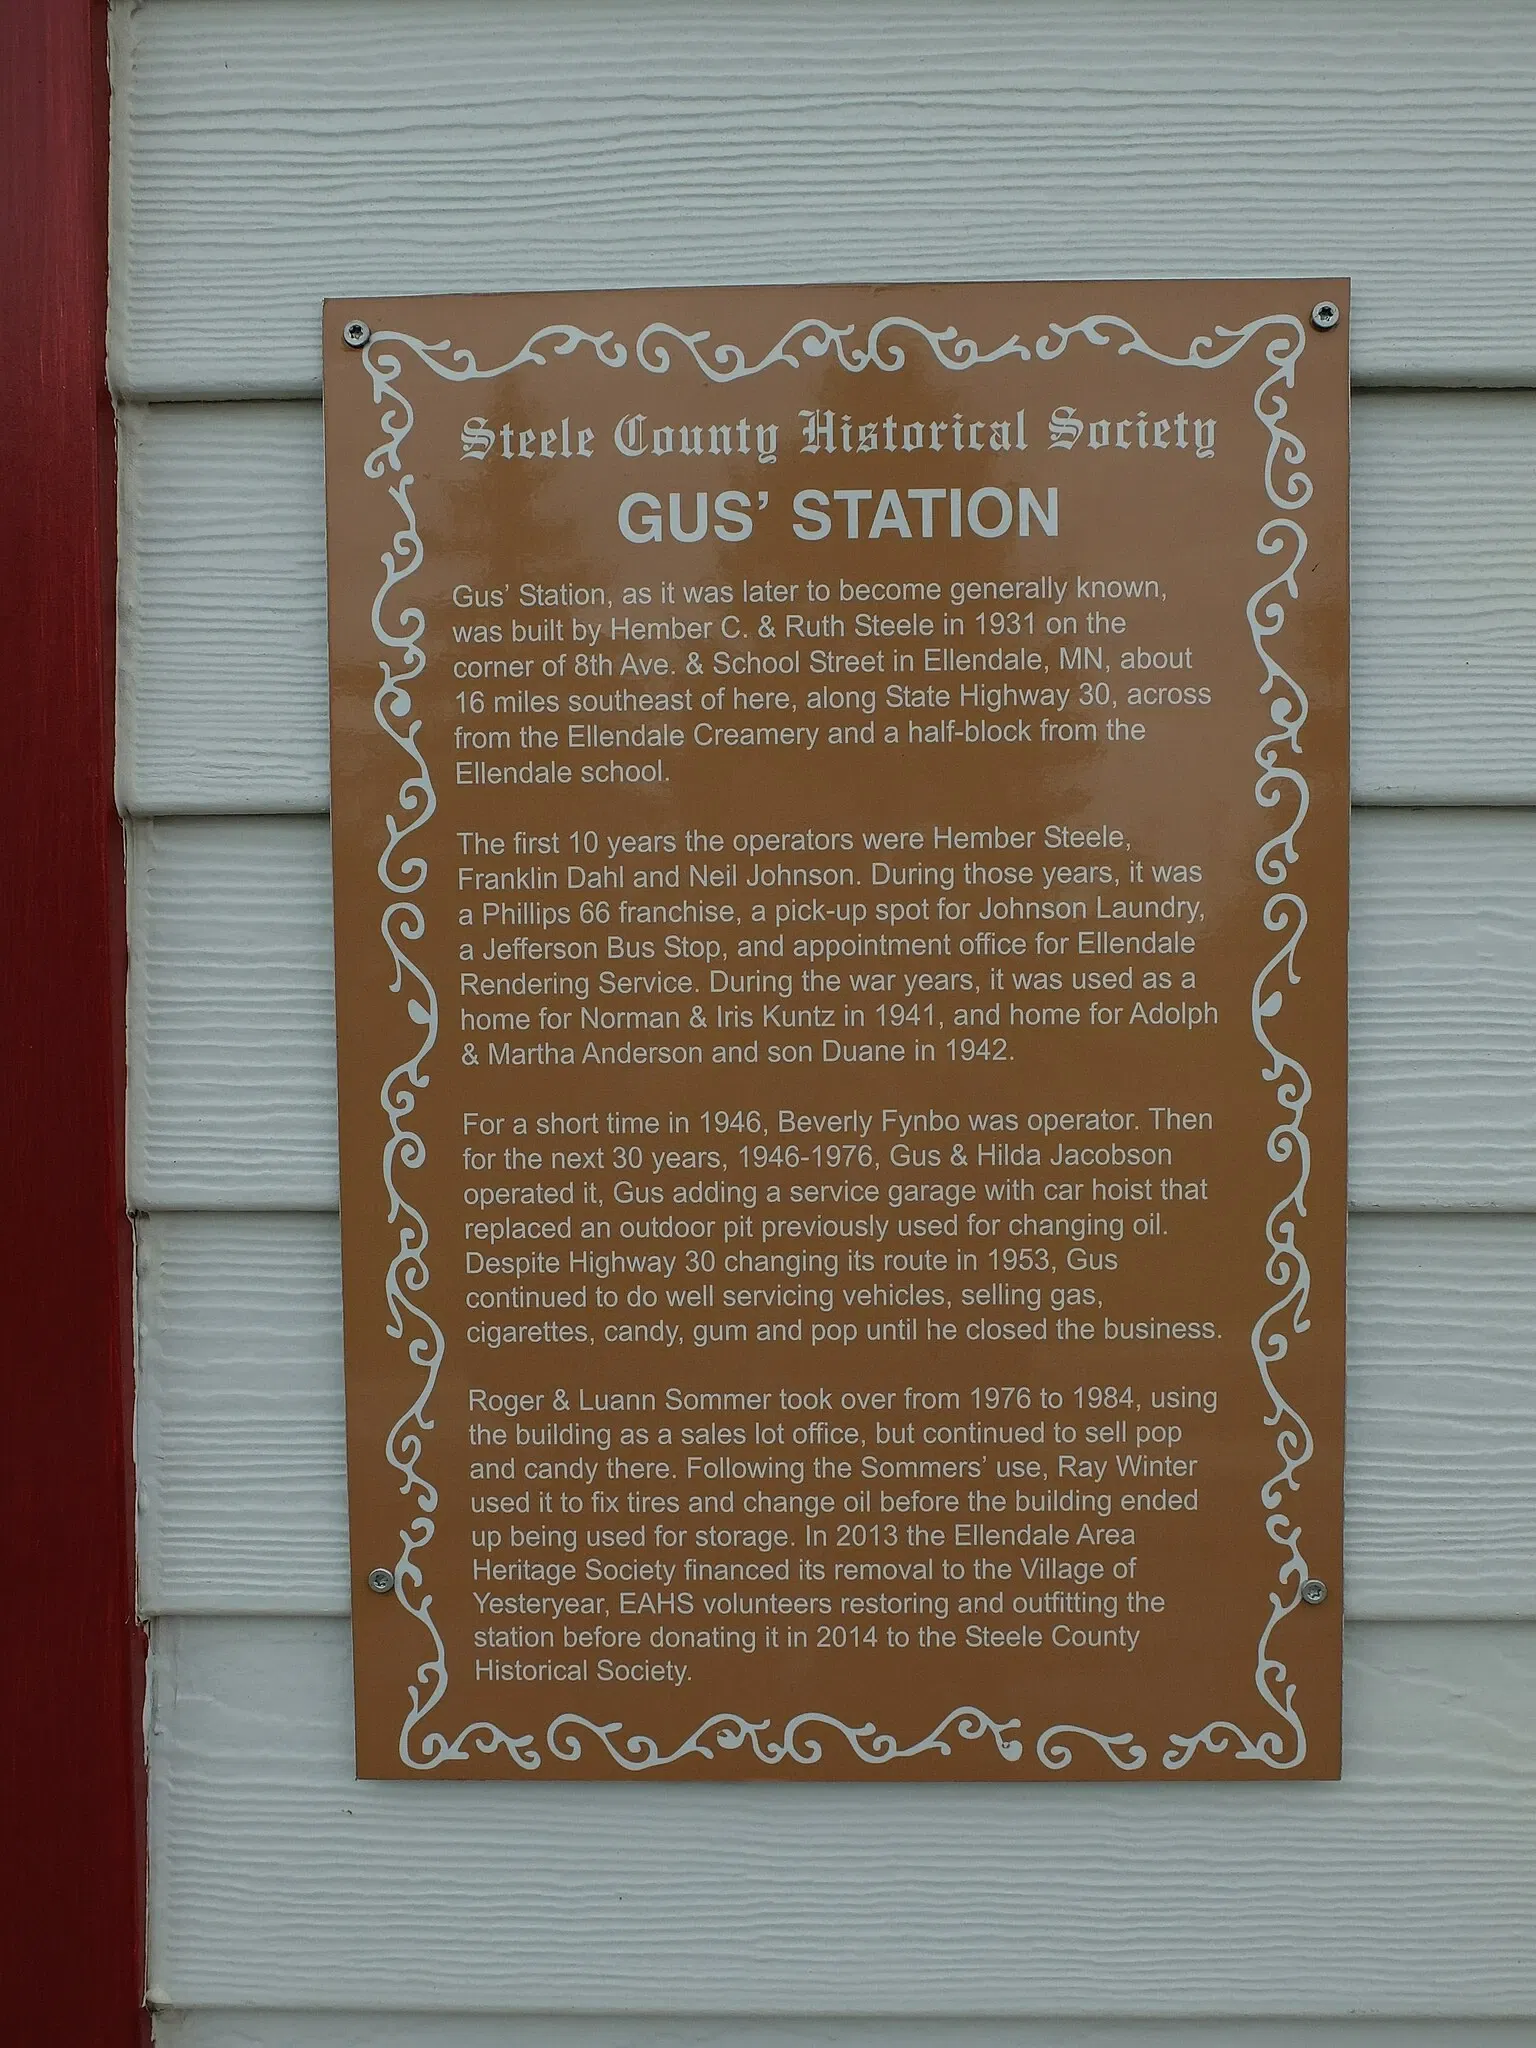 Steele County Historical Society
GUS' STATION
Gus' Station, as it was later to become generally known,
was built by Hember C. & Ruth Steele in 1931 on the
corner of 8th Ave. & School Street in Ellendale, MN, about
16 miles southeast of here, along State Highway 30, across
from the Ellendale Creamery and a half-block from the
Ellendale school.
The first 10 years the operators were Hember Steele,
Franklin Dahl and Neil Johnson. During those years, it was
a Phillips 66 franchise, a pick-up spot for Johnson Laundry,
a Jefferson Bus Stop, and appointment office for Ellendale
Rendering Service. During the war years, it was used as a
home for Norman & Iris Kuntz in 1941, and home for Adolph
& Martha Anderson and son Duane in 1942.
For a short time in 1946, Beverly Fynbo was operator. Then
for the next 30 years, 1946-1976, Gus & Hilda Jacobson
operated it, Gus adding a service garage with car hoist that
replaced an outdoor pit previously used for changing oil.
Despite Highway 30 changing its route in 1953, Gus
continued to do well servicing vehicles, selling gas,
cigarettes, candy, gum and pop until he closed the business.
Roger & Luann Sommer took over from 1976 to 1984, using
the building as a sales lot office, but continued to sell pop
and candy there. Following the Sommers' use, Ray Winter
used it to fix tires and change oil before the building ended
up being used for storage. In 2013 the Ellendale Area
Heritage Society financed its removal to the Village of
Yesteryear, EAHS volunteers restoring and outfitting the
station before donating it in 2014 to the Steele County
Historical Society.